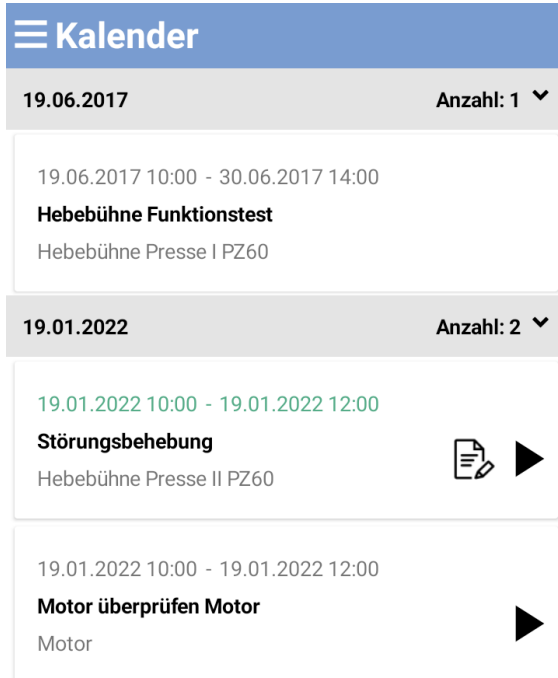 Kalender
19.06.2017 Anzahl: 1
19.06.2017 10:00 - 30.06.2017 14:00
Hebebühne Funktionstest
Hebebühne Presse I PZ60
19.01.2022 Anzahl: 2
19.01.2022 10:00 - 19.01.2022 12:00
Störungsbehebung
Hebebühne Presse II PZ60
19.01.2022 10:00 - 19.01.2022 12:00
Motor überprüfen Motor
Motor